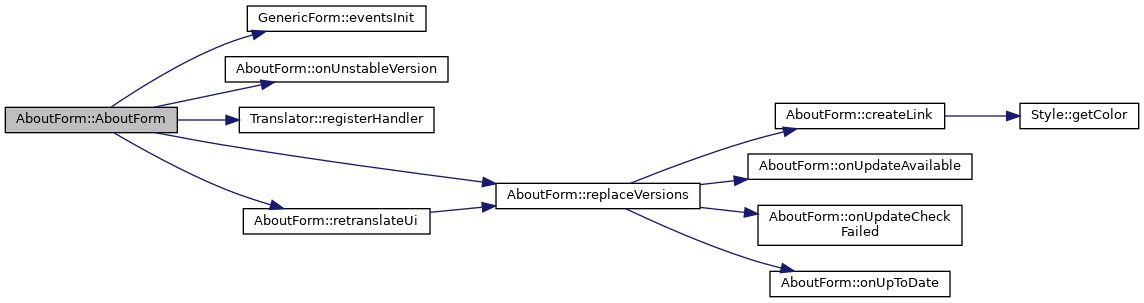 GenericForm::eventsInit
AboutForm::onUnstableVersion
AboutForm::AboutForm
Translator::registerHandler
AboutForm::createLink
Style::getColor
AboutForm::onUpdateAvailable
AboutForm::replaceVersions
AboutForm::retranslateUi
AboutForm::onUpdateCheck
Failed
AboutForm::onUpToDate